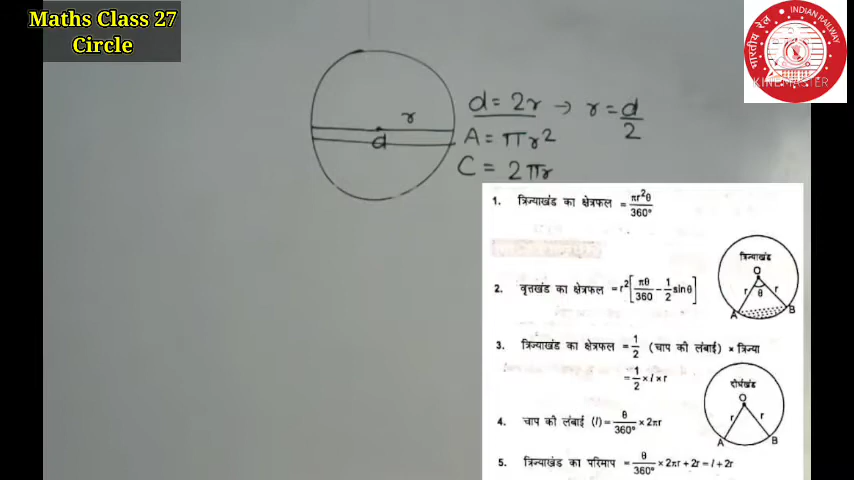 Maths Class 27
Circle
भारतीय रेल
INDIAN RAILWAY
KINEMASTER
r
d
d = 2r → r = d/2
A = πr²
C = 2πr
1. त्रिज्याखंड का क्षेत्रफल = πr²θ/360°
2. वृत्तखंड का क्षेत्रफल = r²[πθ/360 − 1/2 sinθ]
त्रिज्याखंड
O
r θ r
A B
3. त्रिज्याखंड का क्षेत्रफल = 1/2 (चाप की लंबाई) × त्रिज्या
= 1/2 × l × r
दीर्घखंड
O
r r
A B
4. चाप की लंबाई (l) = θ/360° × 2πr
5. त्रिज्याखंड का परिमाप = θ/360° × 2πr + 2r = l + 2r